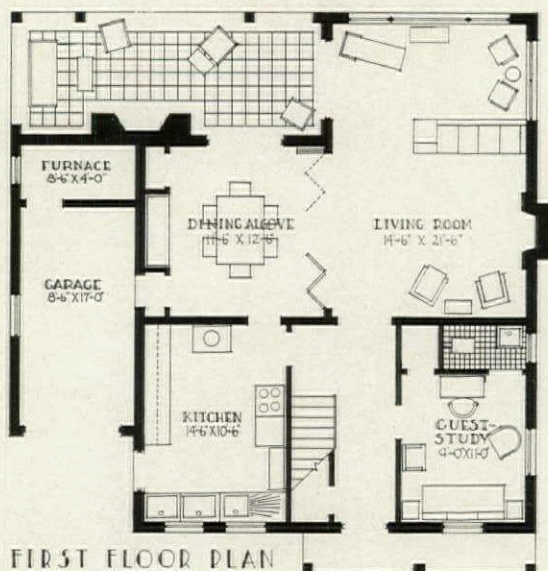 FURNACE
8'-6" X 4'-0"
DINING ALCOVE
11'-6" X 12'-6"
LIVING ROOM
14'-6" X 21'-6"
GARAGE
8'-6" X 17'-0"
KITCHEN
14'-6" X 10'-6"
GUEST-
STUDY
9'-0" X 11'-0"
FIRST FLOOR PLAN